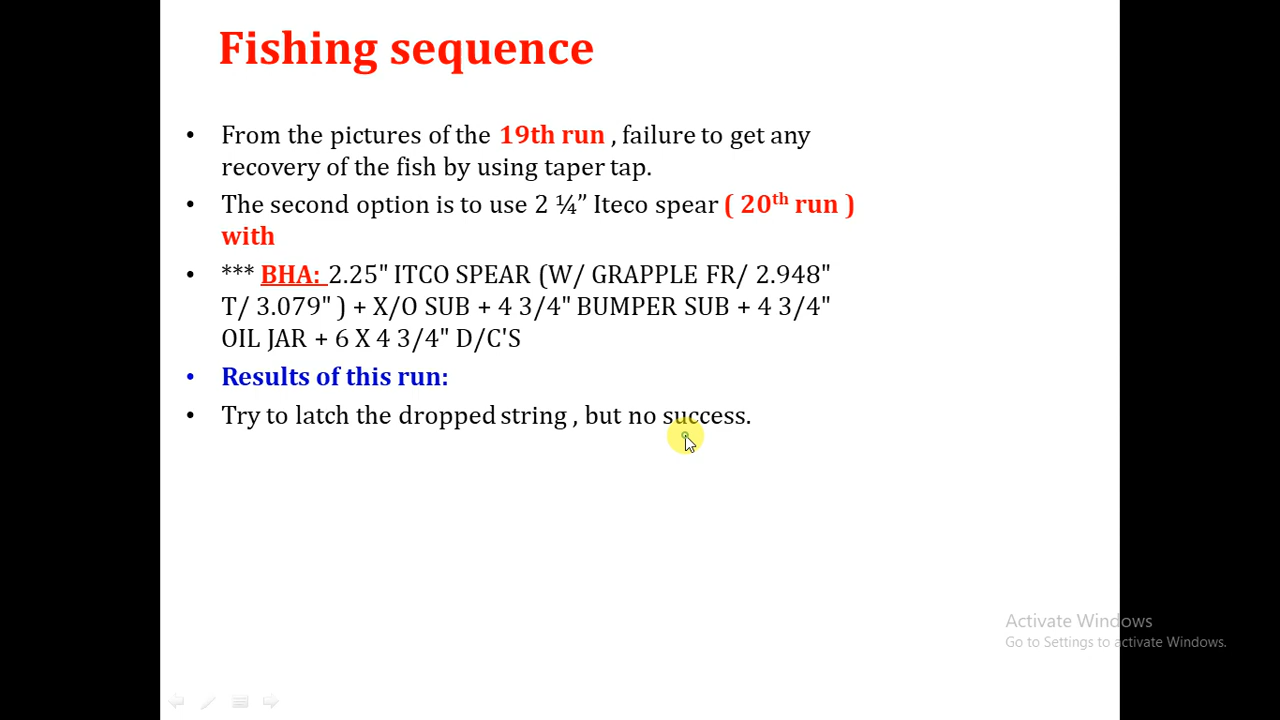 Fishing sequence
• From the pictures of the 19th run , failure to get any
recovery of the fish by using taper tap.
• The second option is to use 2 ¼” Iteco spear ( 20th run )
with
• *** BHA: 2.25" ITCO SPEAR (W/ GRAPPLE FR/ 2.948"
T/ 3.079" ) + X/O SUB + 4 3/4" BUMPER SUB + 4 3/4"
OIL JAR + 6 X 4 3/4" D/C'S
• Results of this run:
• Try to latch the dropped string , but no success.
Activate Windows
Go to Settings to activate Windows.